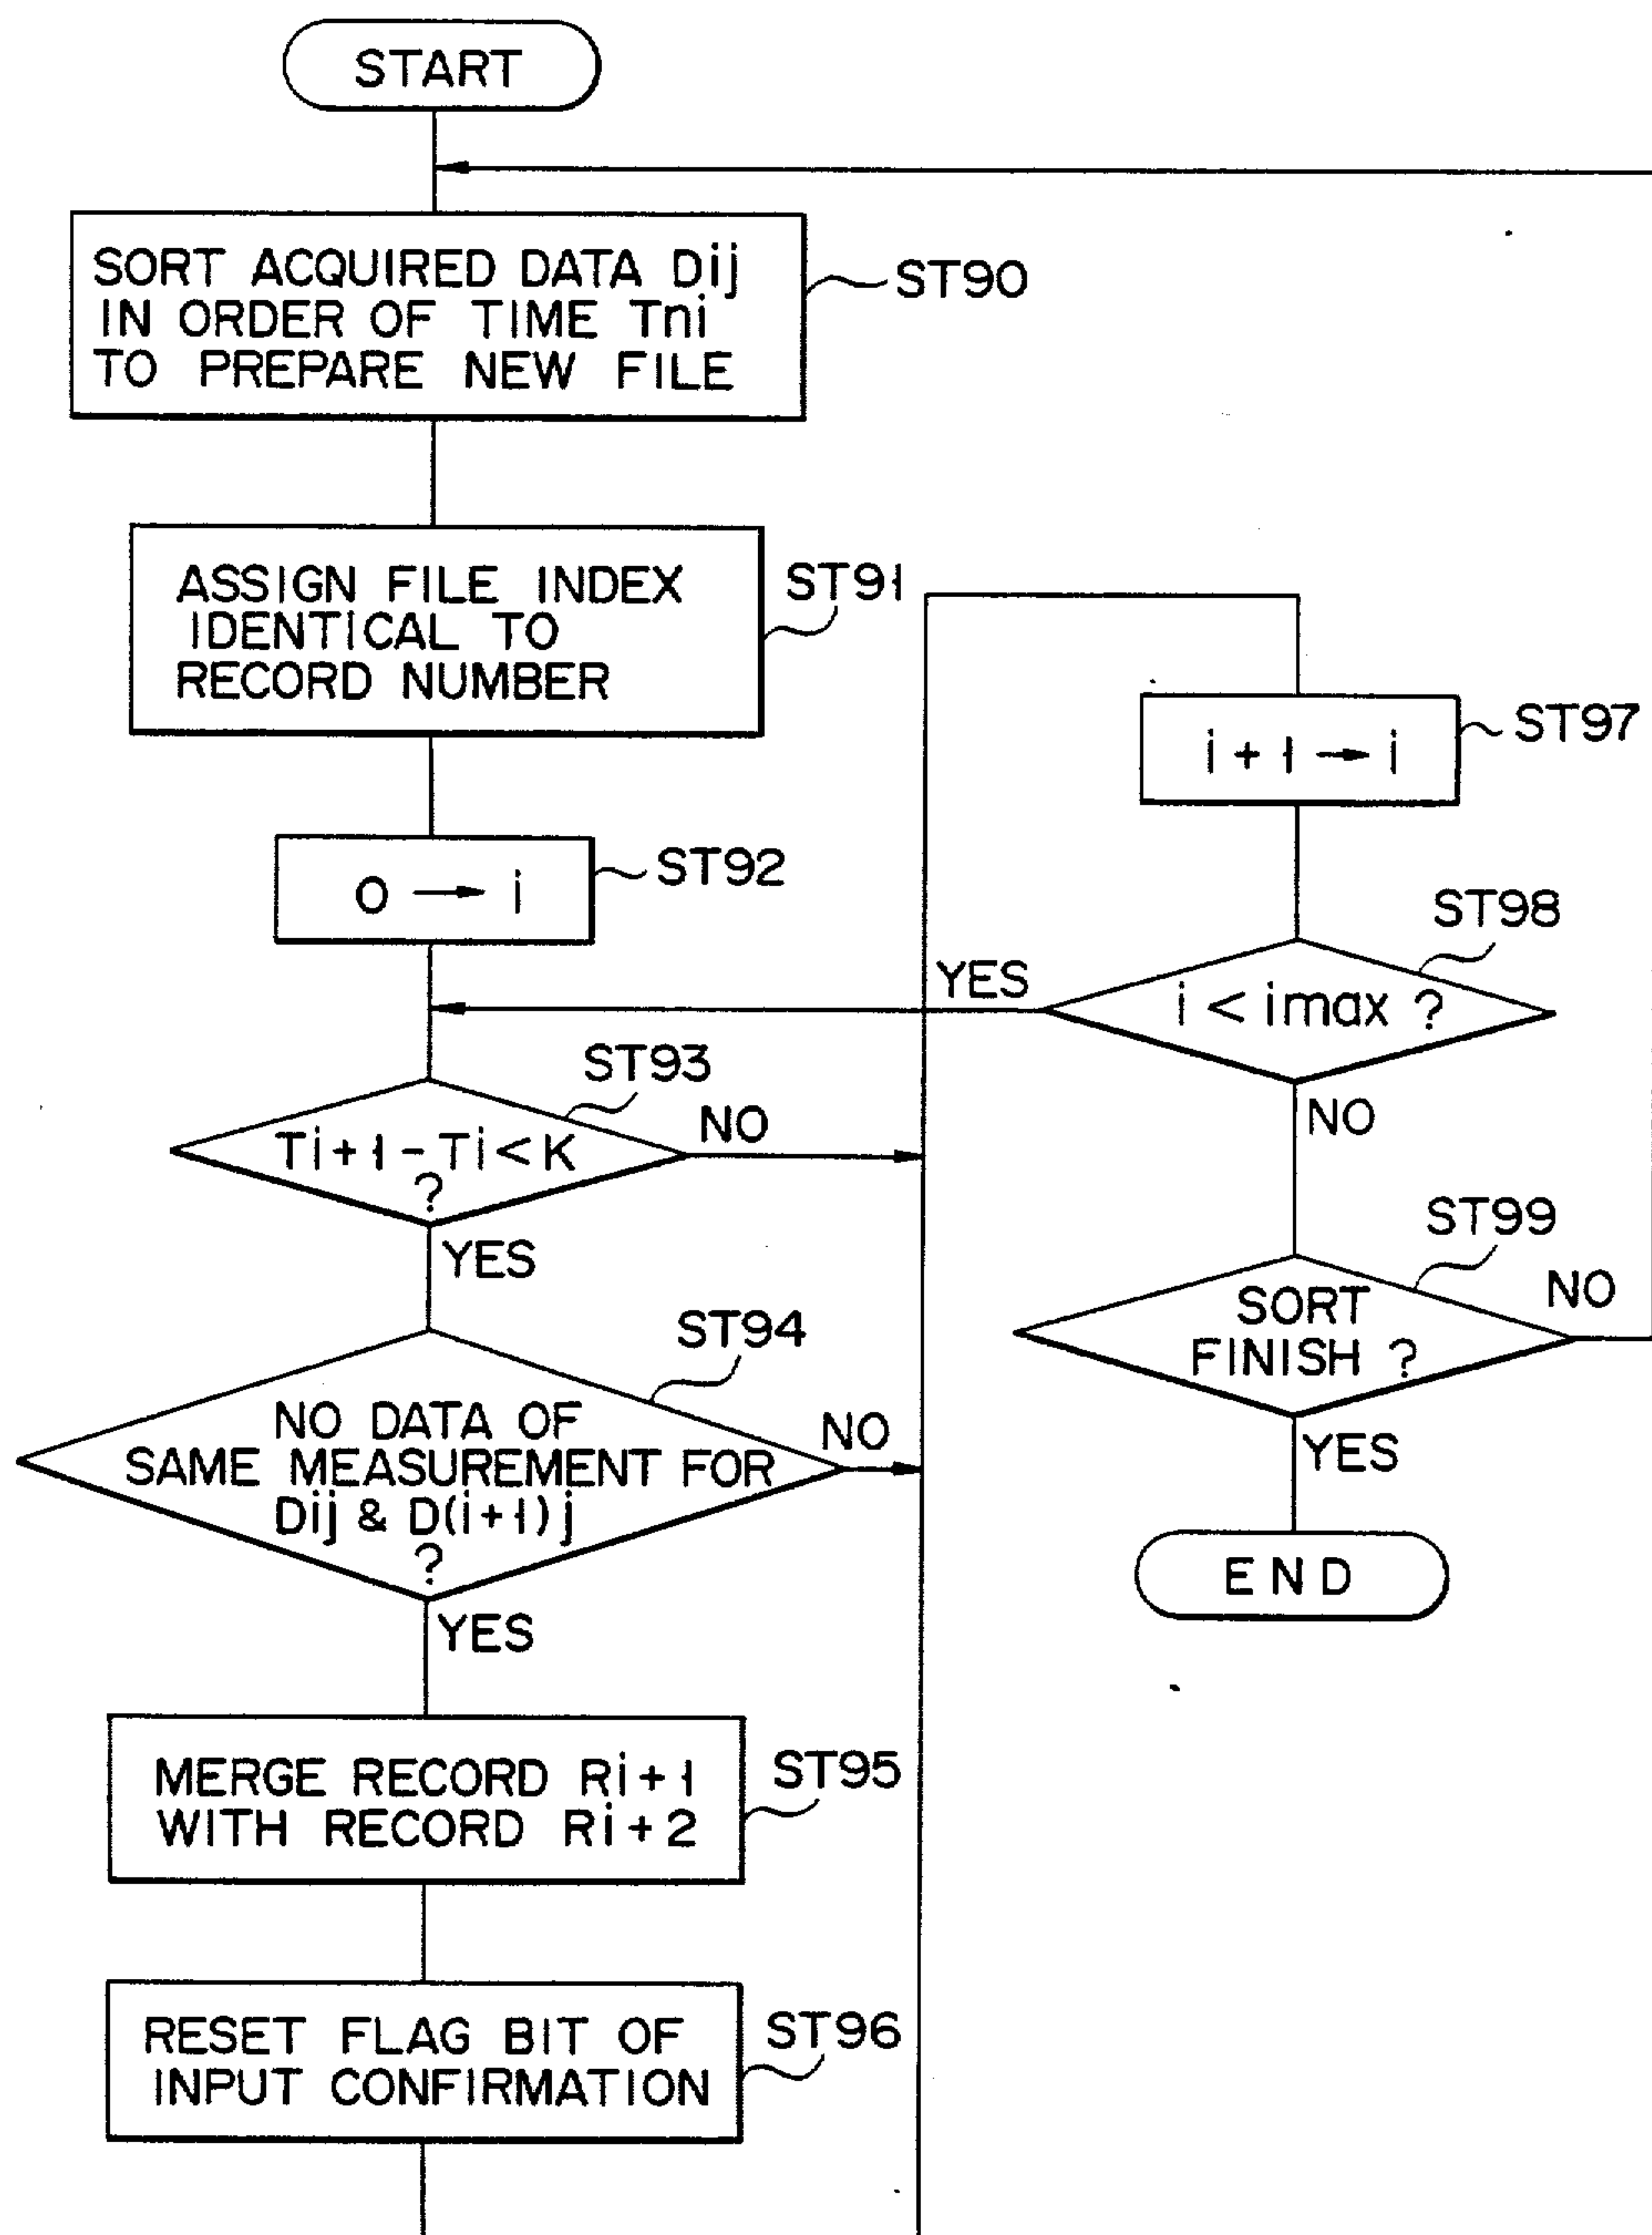 START
SORT ACQUIRED DATA Dij
IN ORDER OF TIME Tni
TO PREPARE NEW FILE
ST90
ASSIGN FILE INDEX
IDENTICAL TO
RECORD NUMBER
ST91
0 → i
ST92
Ti+1-Ti<K
?
ST93
NO
YES
NO DATA OF
SAME MEASUREMENT FOR
Dij & D(i+1)j
?
ST94
NO
YES
MERGE RECORD Ri+1
WITH RECORD Ri+2
ST95
RESET FLAG BIT OF
INPUT CONFIRMATION
ST96
i+1→i
ST97
i < imax ?
ST98
YES
NO
SORT
FINISH ?
ST99
NO
YES
END